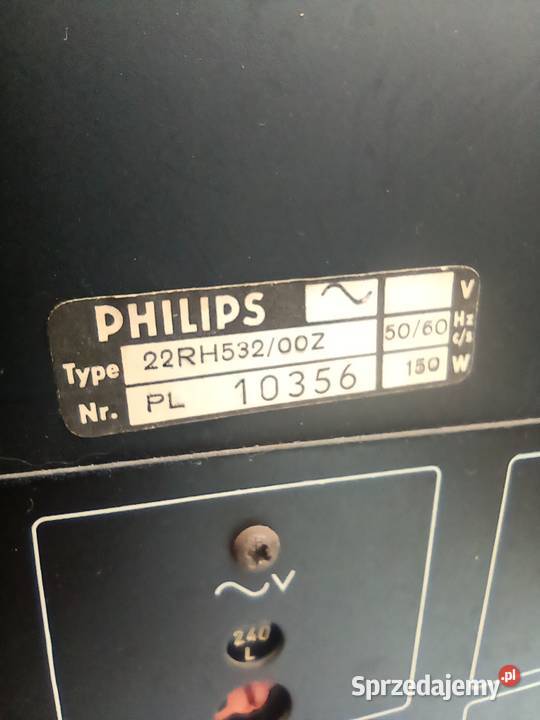 PHILIPS ~ V
Type 22RH532/00Z 50/60 Hz c/s
Nr. PL 10356 150 W
~V
240
L
Sprzedajemy.pl